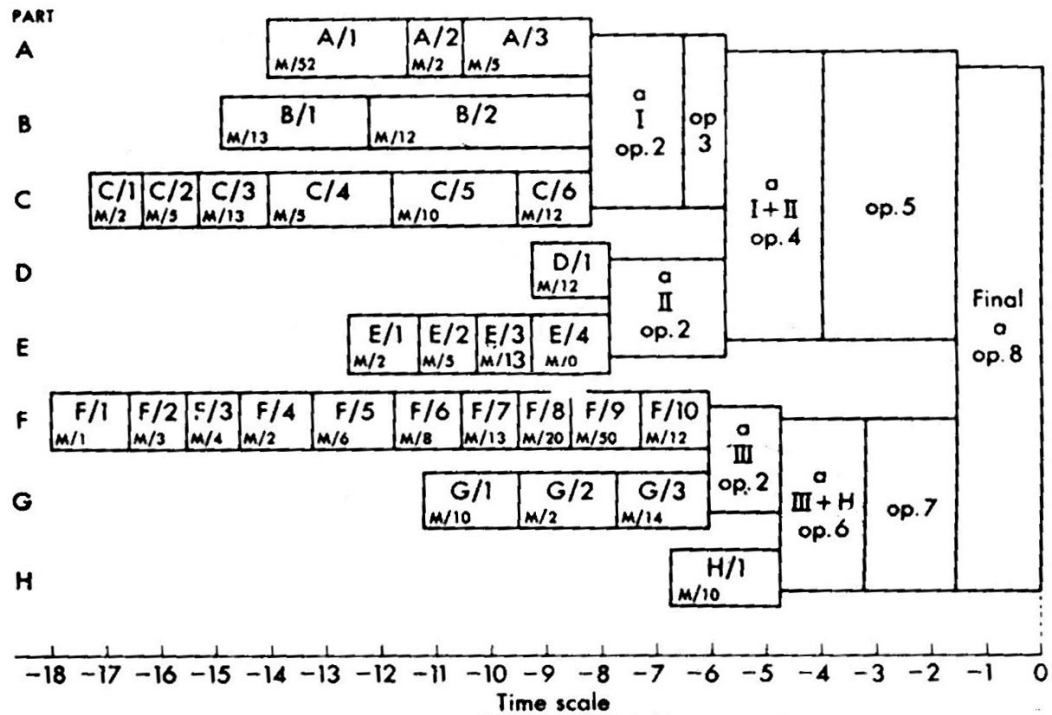 PART
A
A/1 A/2 A/3
M/52 M/2 M/5
B
B/1 B/2
M/13 M/12
C
C/1 C/2 C/3 C/4 C/5 C/6
M/2 M/5 M/13 M/5 M/10 M/12
a
I
op.2
op
3
a
I+II
op.4
op.5
D
D/1
M/12
E
E/1 E/2 E/3 E/4
M/2 M/5 M/13 M/0
a
II
op.2
Final
a
op.8
F
F/1 F/2 F/3 F/4 F/5 F/6 F/7 F/8 F/9 F/10
M/1 M/3 M/4 M/2 M/6 M/8 M/13 M/20 M/50 M/12
G
G/1 G/2 G/3
M/10 M/2 M/14
a
III
op.2
a
III+H
op.6
op.7
H
H/1
M/10
-18 -17 -16 -15 -14 -13 -12 -11 -10 -9 -8 -7 -6 -5 -4 -3 -2 -1 0
Time scale